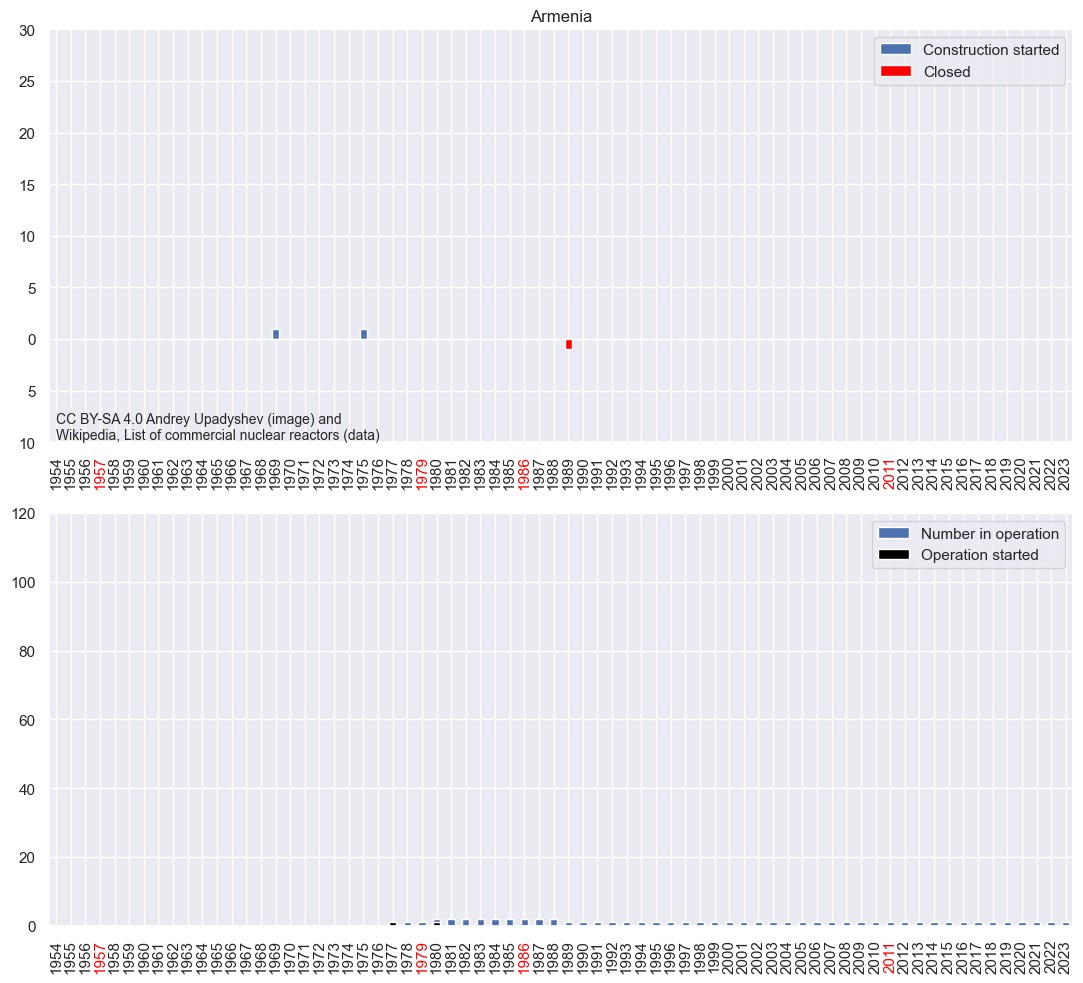 Armenia
30
25
20
15
10
5
0
5
10
Construction started
Closed
CC BY-SA 4.0 Andrey Upadyshev (image) and
Wikipedia, List of commercial nuclear reactors (data)
1954 1955 1956 1957 1958 1959 1960 1961 1962 1963 1964 1965 1966 1967 1968 1969 1970 1971 1972 1973 1974 1975 1976 1977 1978 1979 1980 1981 1982 1983 1984 1985 1986 1987 1988 1989 1990 1991 1992 1993 1994 1995 1996 1997 1998 1999 2000 2001 2002 2003 2004 2005 2006 2007 2008 2009 2010 2011 2012 2013 2014 2015 2016 2017 2018 2019 2020 2021 2022 2023
120
100
80
60
40
20
0
Number in operation
Operation started
1954 1955 1956 1957 1958 1959 1960 1961 1962 1963 1964 1965 1966 1967 1968 1969 1970 1971 1972 1973 1974 1975 1976 1977 1978 1979 1980 1981 1982 1983 1984 1985 1986 1987 1988 1989 1990 1991 1992 1993 1994 1995 1996 1997 1998 1999 2000 2001 2002 2003 2004 2005 2006 2007 2008 2009 2010 2011 2012 2013 2014 2015 2016 2017 2018 2019 2020 2021 2022 2023